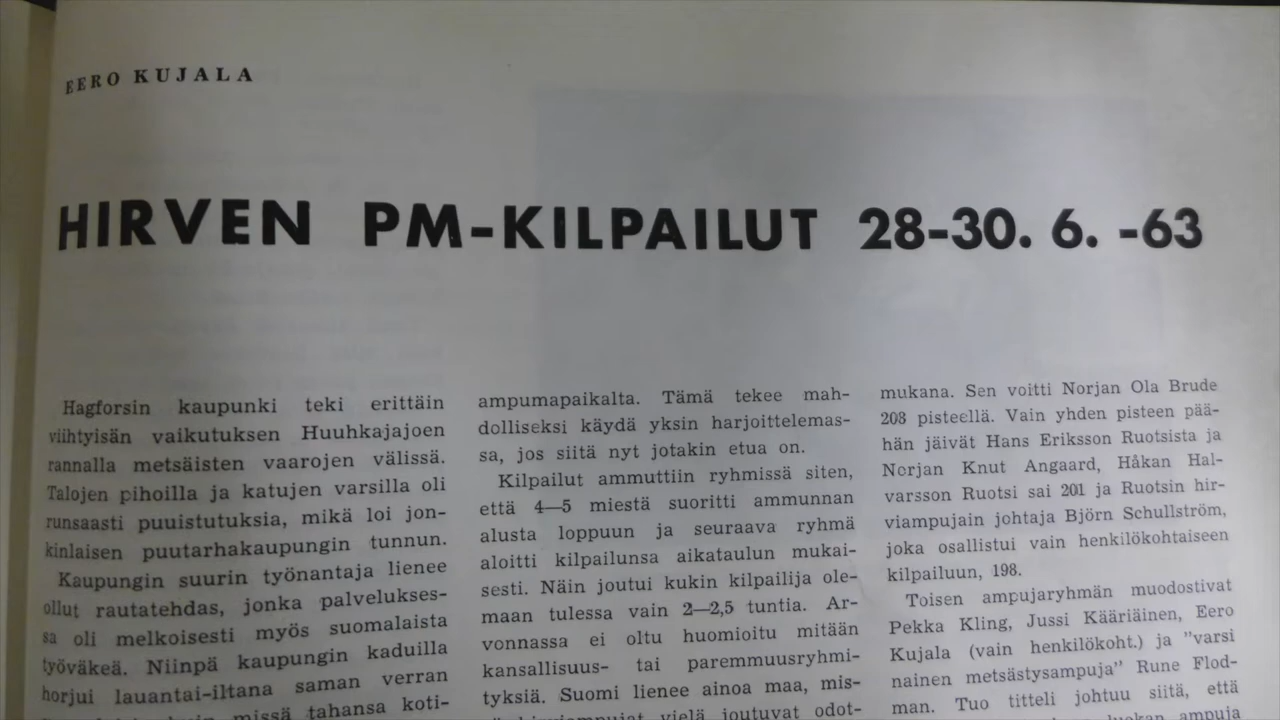 EERO KUJALA
HIRVEN PM-KILPAILUT 28-30. 6. -63
Hagforsin kaupunki teki erittäin
viihtyisän vaikutuksen Huuhkajajoen
rannalla metsäisten vaarojen välissä.
Talojen pihoilla ja katujen varsilla oli
runsaasti puuistutuksia, mikä loi jon-
kinlaisen puutarhakaupungin tunnun.
Kaupungin suurin työnantaja lienee
ollut rautatehdas, jonka palvelukses-
sa oli melkoisesti myös suomalaista
työväkeä. Niinpä kaupungin kaduilla
horjui lauantai-iltana saman verran
missä tahansa koti-
ampumapaikalta. Tämä tekee mah-
dolliseksi käydä yksin harjoittelemas-
sa, jos siitä nyt jotakin etua on.
Kilpailut ammuttiin ryhmissä siten,
että 4—5 miestä suoritti ammunnan
alusta loppuun ja seuraava ryhmä
aloitti kilpailunsa aikataulun mukai-
sesti. Näin joutui kukin kilpailija ole-
maan tulessa vain 2—2,5 tuntia. Ar-
vonnassa ei oltu huomioitu mitään
kansallisuus- tai paremmuusryhmi-
tyksiä. Suomi lienee ainoa maa, mis-
vielä joutuvat odot-
mukana. Sen voitti Norjan Ola Brude
208 pisteellä. Vain yhden pisteen pää-
hän jäivät Hans Eriksson Ruotsista ja
Norjan Knut Angaard, Håkan Hal-
varsson Ruotsi sai 201 ja Ruotsin hir-
viampujain johtaja Björn Schullström,
joka osallistui vain henkilökohtaiseen
kilpailuun, 198.
Toisen ampujaryhmän muodostivat
Pekka Kling, Jussi Kääriäinen, Eero
Kujala (vain henkilökoht.) ja "varsi
nainen metsästysampuja" Rune Flod-
man. Tuo titteli johtuu siitä, että
ampuja